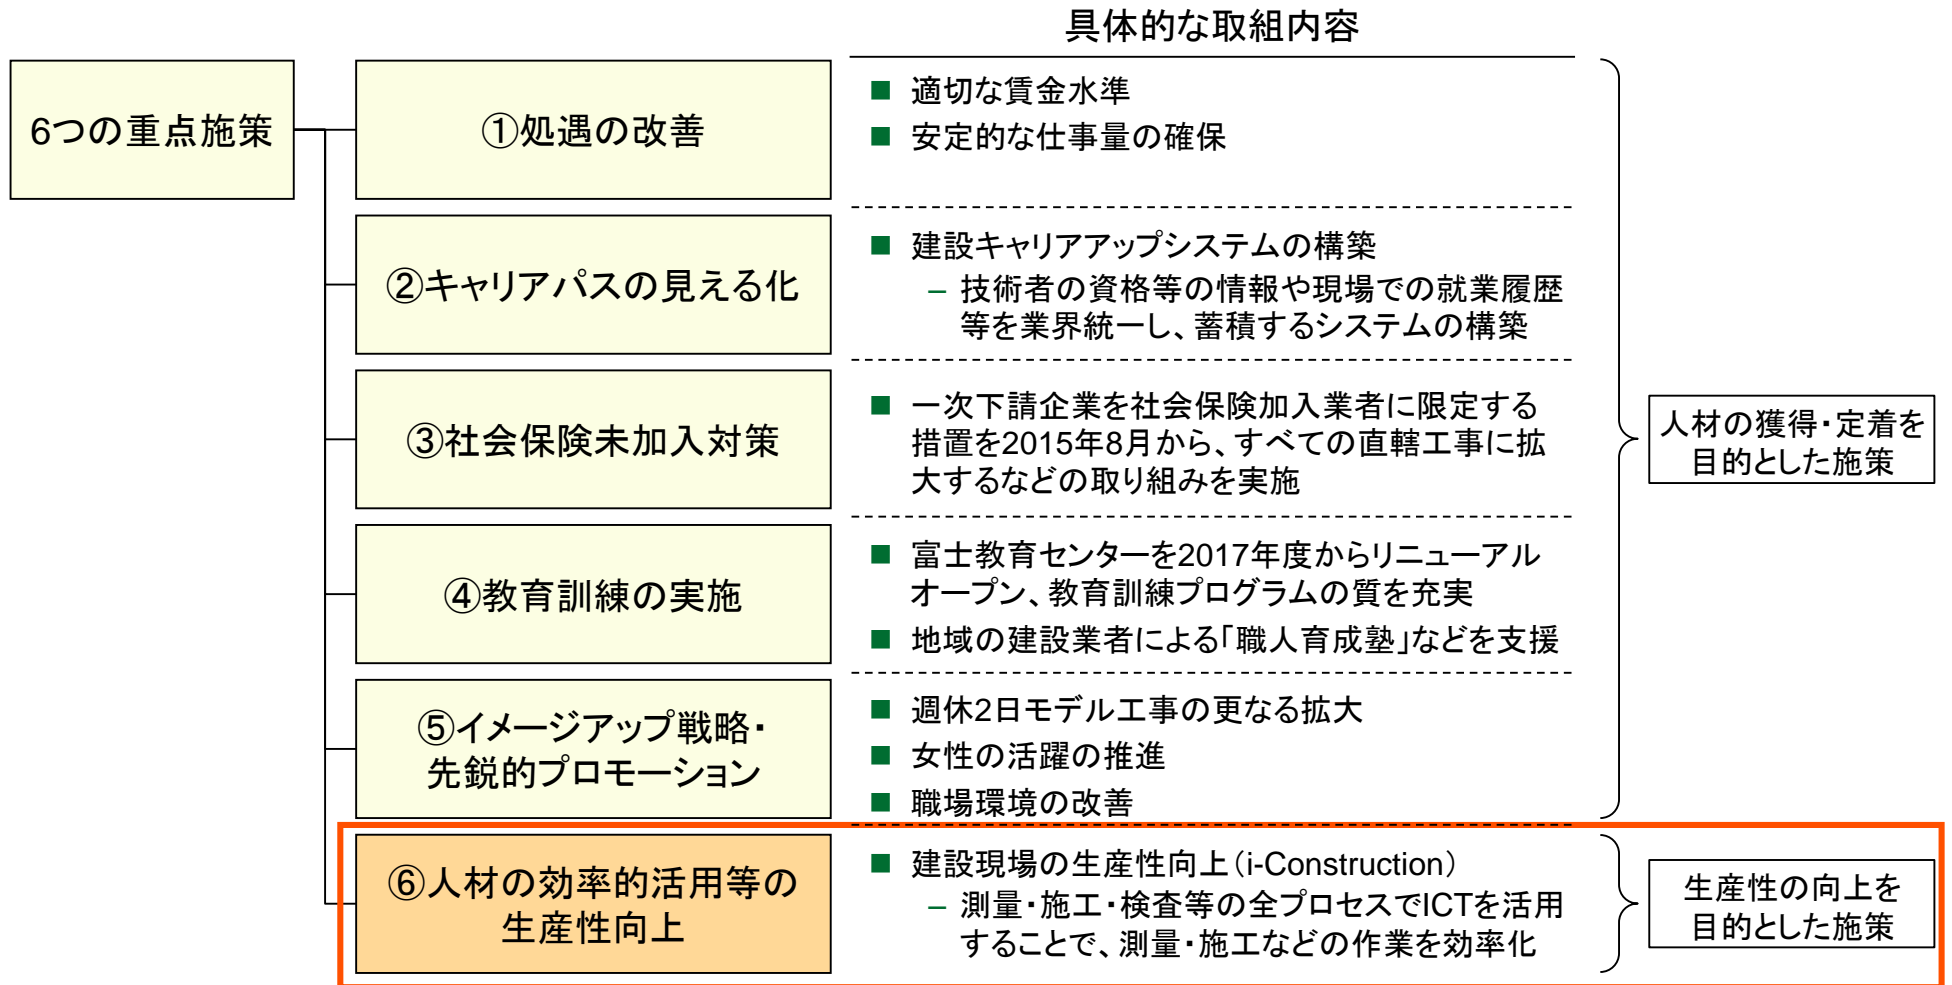 具体的な取組内容
6つの重点施策
①処遇の改善
■ 適切な賃金水準
■ 安定的な仕事量の確保
②キャリアパスの見える化
■ 建設キャリアアップシステムの構築
– 技術者の資格等の情報や現場での就業履歴
等を業界統一し、蓄積するシステムの構築
③社会保険未加入対策
■ 一次下請企業を社会保険加入業者に限定する
措置を2015年8月から、すべての直轄工事に拡
大するなどの取り組みを実施
④教育訓練の実施
■ 富士教育センターを2017年度からリニューアル
オープン、教育訓練プログラムの質を充実
■ 地域の建設業者による「職人育成塾」などを支援
⑤イメージアップ戦略・
先鋭的プロモーション
■ 週休2日モデル工事の更なる拡大
■ 女性の活躍の推進
■ 職場環境の改善
人材の獲得・定着を
目的とした施策
⑥人材の効率的活用等の
生産性向上
■ 建設現場の生産性向上（i-Construction）
– 測量・施工・検査等の全プロセスでICTを活用
することで、測量・施工などの作業を効率化
生産性の向上を
目的とした施策